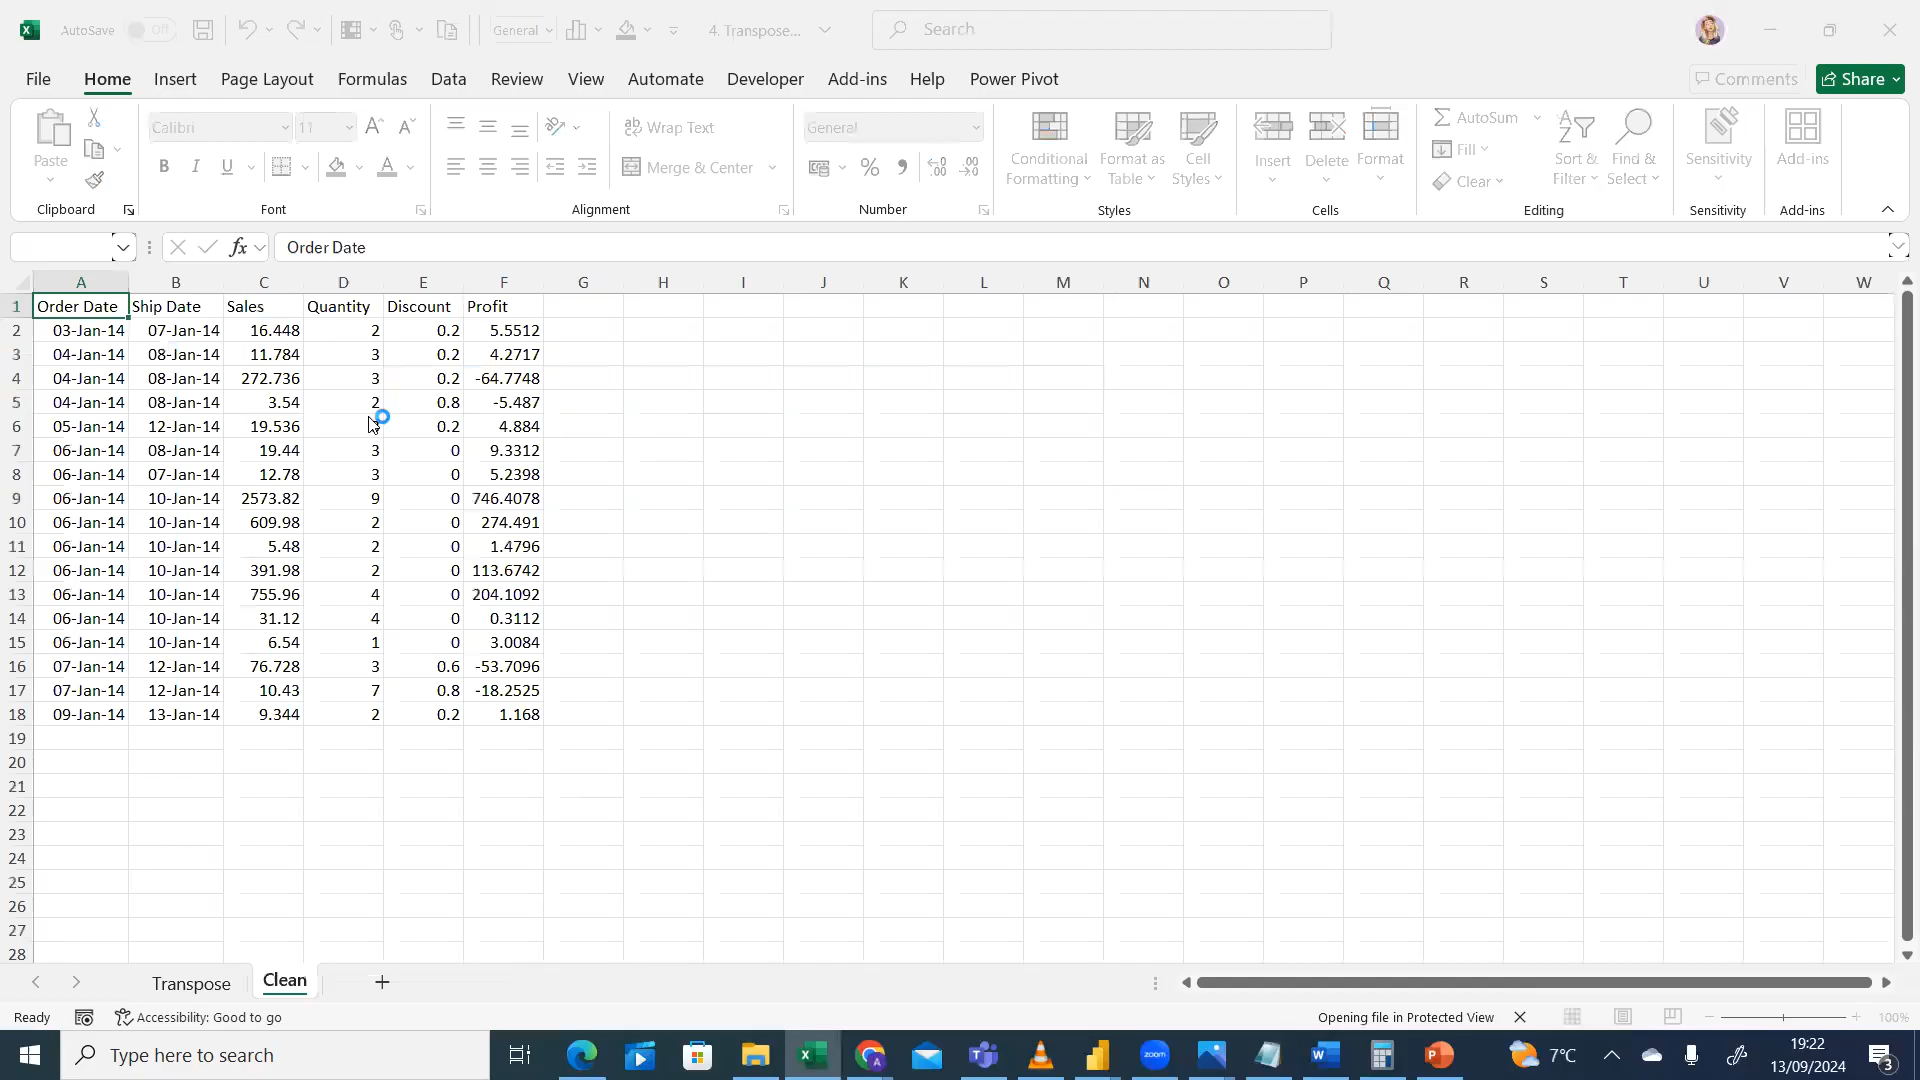 AutoSave Off General 4. Transpose... Search
File Home Insert Page Layout Formulas Data Review View Automate Developer Add-ins Help Power Pivot Comments Share
Paste Calibri 11 B I U Wrap Text Merge & Center General Conditional Formatting Format as Table Cell Styles Insert Delete Format AutoSum Fill Clear Sort & Filter Find & Select Sensitivity Add-ins
Clipboard Font Alignment Number Styles Cells Editing Sensitivity Add-ins
fx Order Date
A B C D E F G H I J K L M N O P Q R S T U V W
1 Order Date Ship Date Sales Quantity Discount Profit
2 03-Jan-14 07-Jan-14 16.448 2 0.2 5.5512
3 04-Jan-14 08-Jan-14 11.784 3 0.2 4.2717
4 04-Jan-14 08-Jan-14 272.736 3 0.2 -64.7748
5 04-Jan-14 08-Jan-14 3.54 2 0.8 -5.487
6 05-Jan-14 12-Jan-14 19.536 0.2 4.884
7 06-Jan-14 08-Jan-14 19.44 3 0 9.3312
8 06-Jan-14 07-Jan-14 12.78 3 0 5.2398
9 06-Jan-14 10-Jan-14 2573.82 9 0 746.4078
10 06-Jan-14 10-Jan-14 609.98 2 0 274.491
11 06-Jan-14 10-Jan-14 5.48 2 0 1.4796
12 06-Jan-14 10-Jan-14 391.98 2 0 113.6742
13 06-Jan-14 10-Jan-14 755.96 4 0 204.1092
14 06-Jan-14 10-Jan-14 31.12 4 0 0.3112
15 06-Jan-14 10-Jan-14 6.54 1 0 3.0084
16 07-Jan-14 12-Jan-14 76.728 3 0.6 -53.7096
17 07-Jan-14 12-Jan-14 10.43 7 0.8 -18.2525
18 09-Jan-14 13-Jan-14 9.344 2 0.2 1.168
19
20
21
22
23
24
25
26
27
28
Transpose Clean
Ready Accessibility: Good to go Opening file in Protected View 100%
Type here to search zoom 7°C 19:22
13/09/2024 3